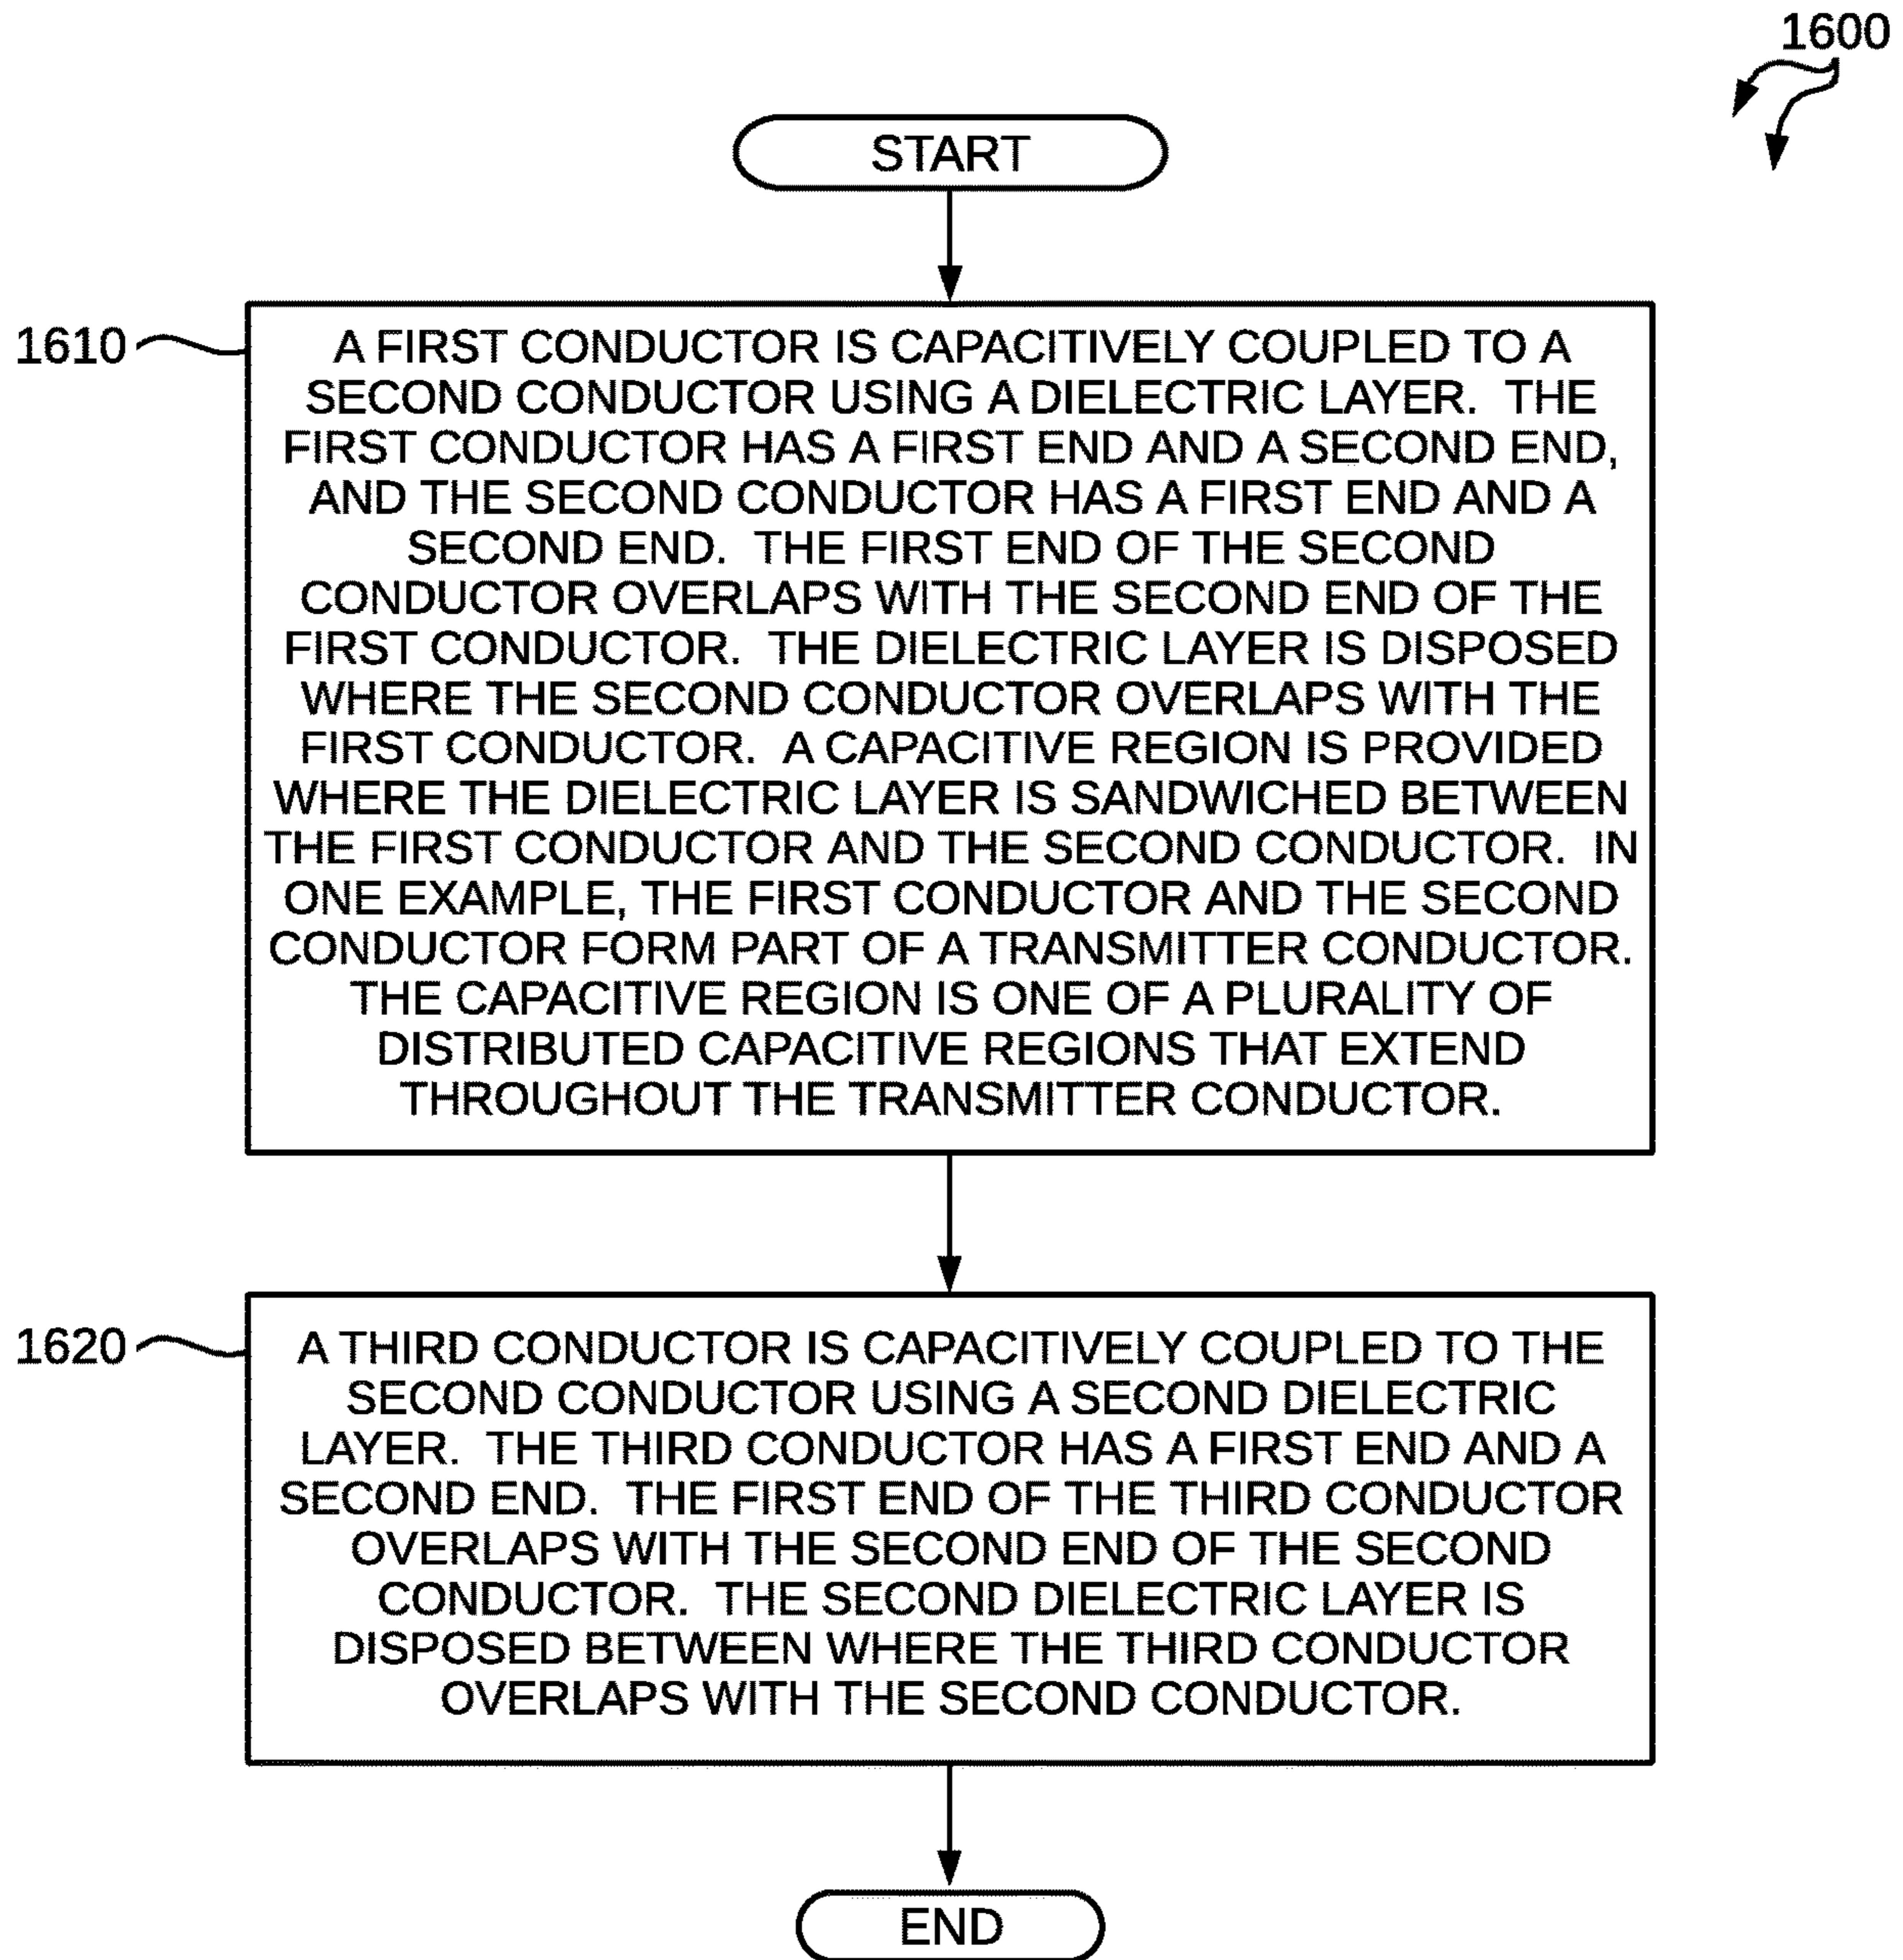 1600
START
1610
A FIRST CONDUCTOR IS CAPACITIVELY COUPLED TO A
SECOND CONDUCTOR USING A DIELECTRIC LAYER. THE
FIRST CONDUCTOR HAS A FIRST END AND A SECOND END,
AND THE SECOND CONDUCTOR HAS A FIRST END AND A
SECOND END. THE FIRST END OF THE SECOND
CONDUCTOR OVERLAPS WITH THE SECOND END OF THE
FIRST CONDUCTOR. THE DIELECTRIC LAYER IS DISPOSED
WHERE THE SECOND CONDUCTOR OVERLAPS WITH THE
FIRST CONDUCTOR. A CAPACITIVE REGION IS PROVIDED
WHERE THE DIELECTRIC LAYER IS SANDWICHED BETWEEN
THE FIRST CONDUCTOR AND THE SECOND CONDUCTOR. IN
ONE EXAMPLE, THE FIRST CONDUCTOR AND THE SECOND
CONDUCTOR FORM PART OF A TRANSMITTER CONDUCTOR.
THE CAPACITIVE REGION IS ONE OF A PLURALITY OF
DISTRIBUTED CAPACITIVE REGIONS THAT EXTEND
THROUGHOUT THE TRANSMITTER CONDUCTOR.
1620
A THIRD CONDUCTOR IS CAPACITIVELY COUPLED TO THE
SECOND CONDUCTOR USING A SECOND DIELECTRIC
LAYER. THE THIRD CONDUCTOR HAS A FIRST END AND A
SECOND END. THE FIRST END OF THE THIRD CONDUCTOR
OVERLAPS WITH THE SECOND END OF THE SECOND
CONDUCTOR. THE SECOND DIELECTRIC LAYER IS
DISPOSED BETWEEN WHERE THE THIRD CONDUCTOR
OVERLAPS WITH THE SECOND CONDUCTOR.
END